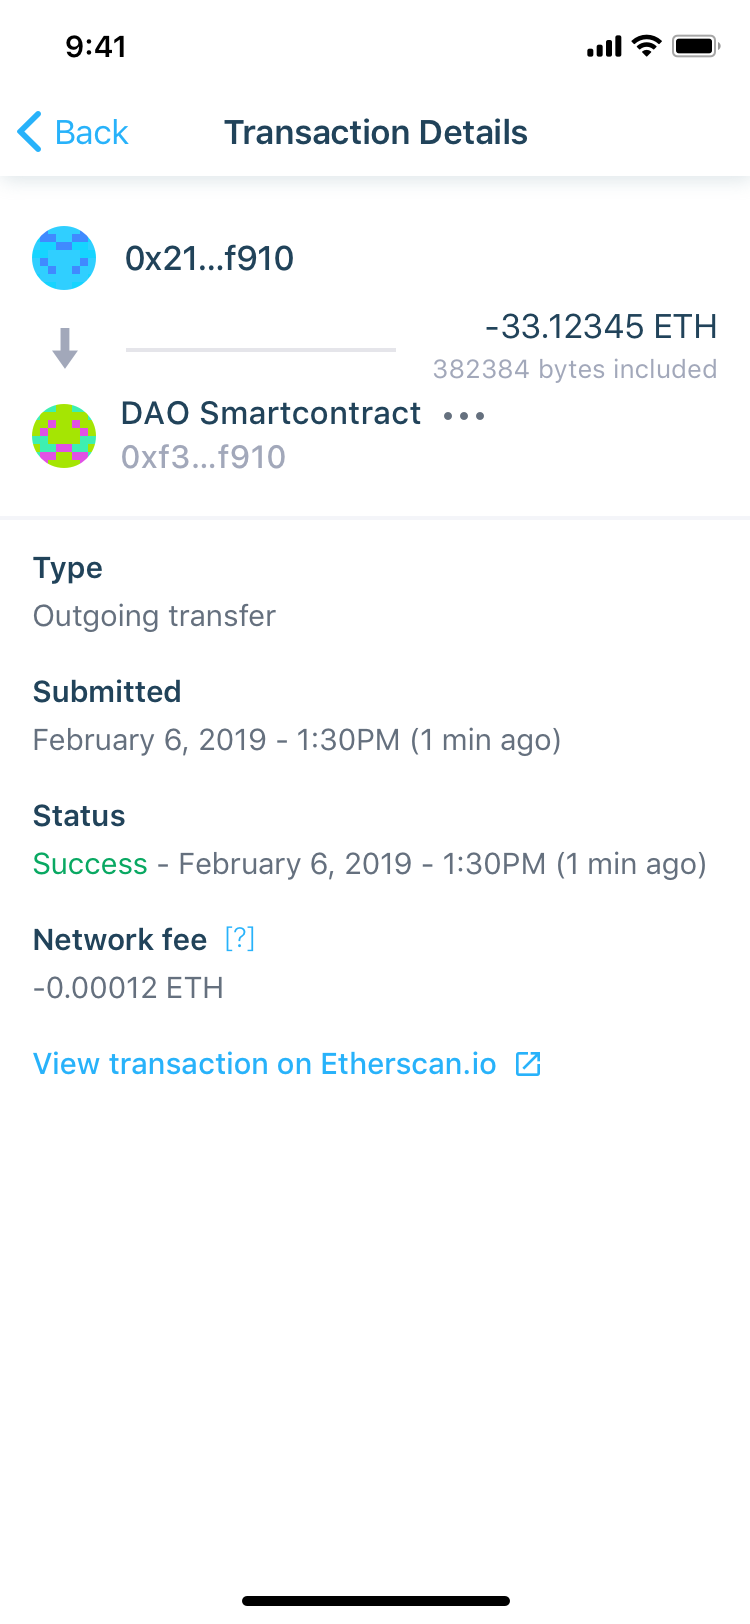 9:41
Back
Transaction Details
0x21...f910
-33.12345 ETH
382384 bytes included
DAO Smartcontract
0xf3...f910
Type
Outgoing transfer
Submitted
February 6, 2019 - 1:30PM (1 min ago)
Status
Success - February 6, 2019 - 1:30PM (1 min ago)
Network fee [?]
-0.00012 ETH
View transaction on Etherscan.io